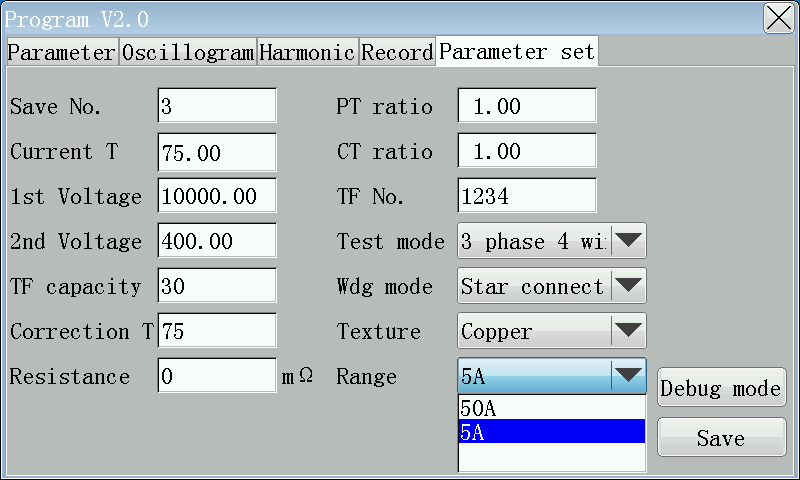 Program V2.0
Parameter Oscillogram Harmonic Record Parameter set
Save No. 3 PT ratio 1.00
Current T 75.00 CT ratio 1.00
1st Voltage 10000.00 TF No. 1234
2nd Voltage 400.00 Test mode 3 phase 4 wi
TF capacity 30 Wdg mode Star connect
Correction T 75 Texture Copper
Resistance 0 mΩ Range 5A
Debug mode
50A
5A
Save